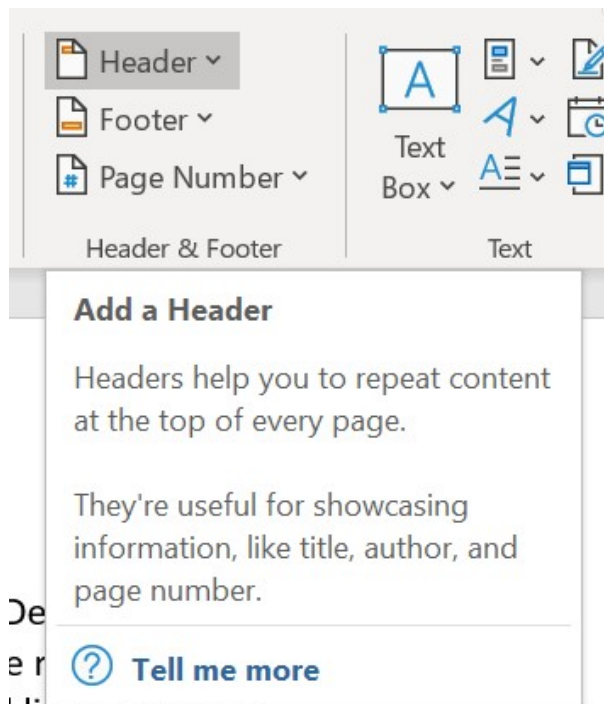 Header
Footer
Page Number
Text
Box
Header & Footer
Text
Add a Header
Headers help you to repeat content
at the top of every page.
They're useful for showcasing
information, like title, author, and
page number.
Tell me more